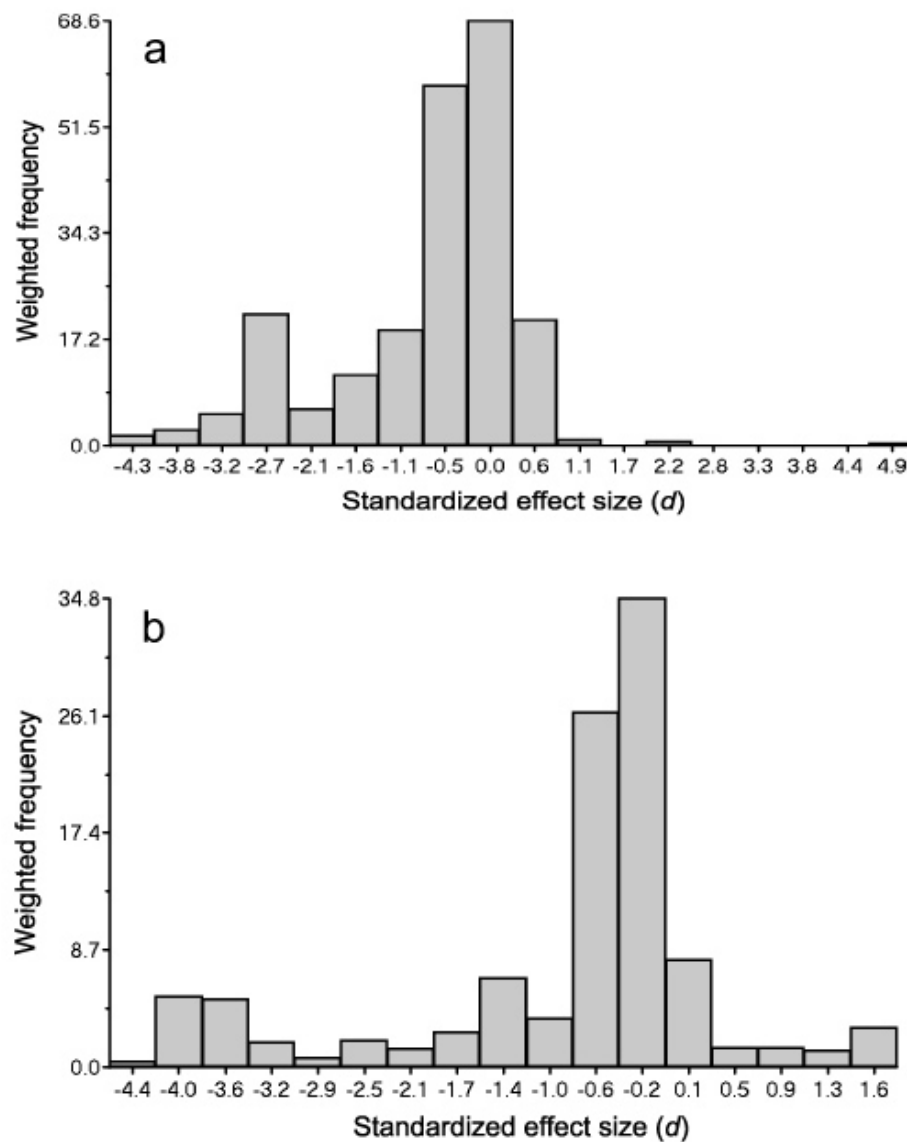 68.6
a
51.5
34.3
17.2
0.0
-4.3 -3.8 -3.2 -2.7 -2.1 -1.6 -1.1 -0.5 0.0 0.6 1.1 1.7 2.2 2.8 3.3 3.8 4.4 4.9
Weighted frequency
Standardized effect size (d)
34.8
b
26.1
17.4
8.7
0.0
-4.4 -4.0 -3.6 -3.2 -2.9 -2.5 -2.1 -1.7 -1.4 -1.0 -0.6 -0.2 0.1 0.5 0.9 1.3 1.6
Weighted frequency
Standardized effect size (d)